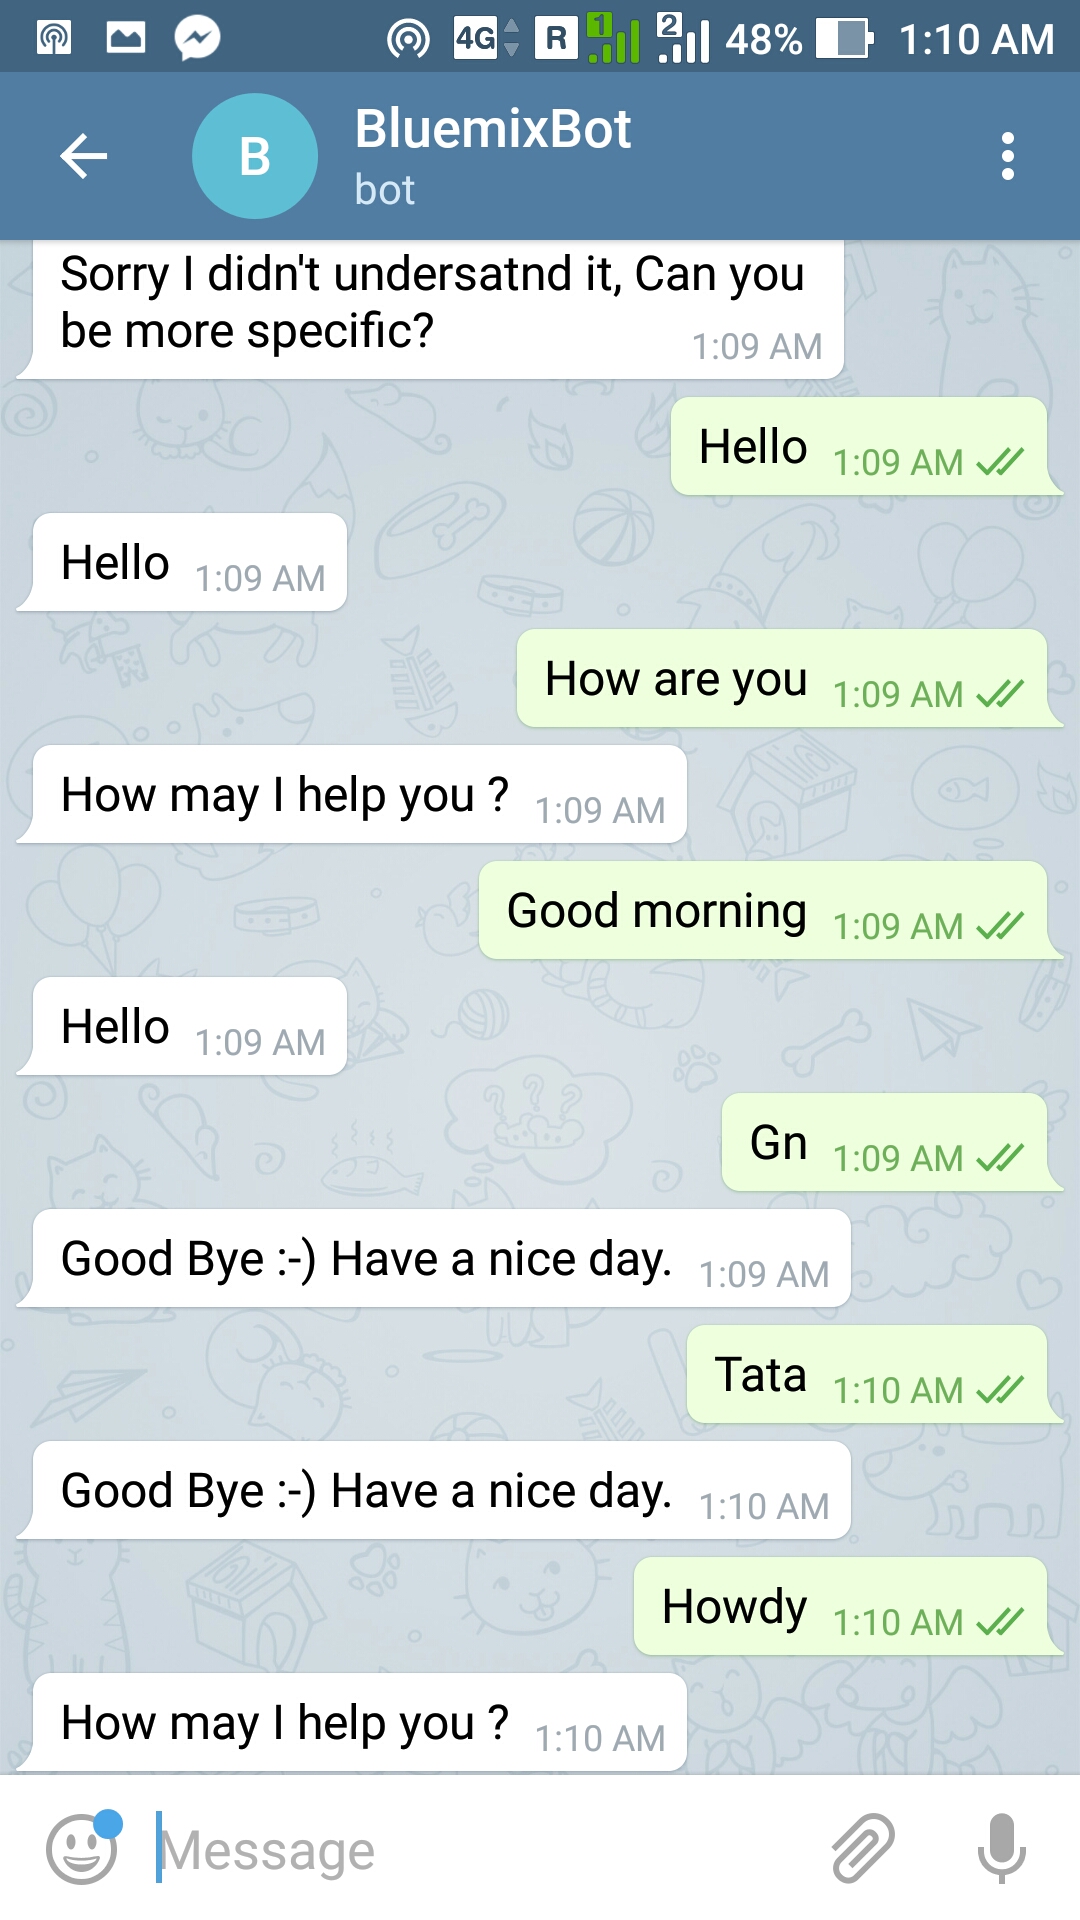 4G R 1 2 48% 1:10 AM
B
BluemixBot
bot
Sorry I didn't undersatnd it, Can you
be more specific? 1:09 AM
Hello 1:09 AM
Hello 1:09 AM
How are you 1:09 AM
How may I help you ? 1:09 AM
Good morning 1:09 AM
Hello 1:09 AM
Gn 1:09 AM
Good Bye :-) Have a nice day. 1:09 AM
Tata 1:10 AM
Good Bye :-) Have a nice day. 1:10 AM
Howdy 1:10 AM
How may I help you ? 1:10 AM
Message